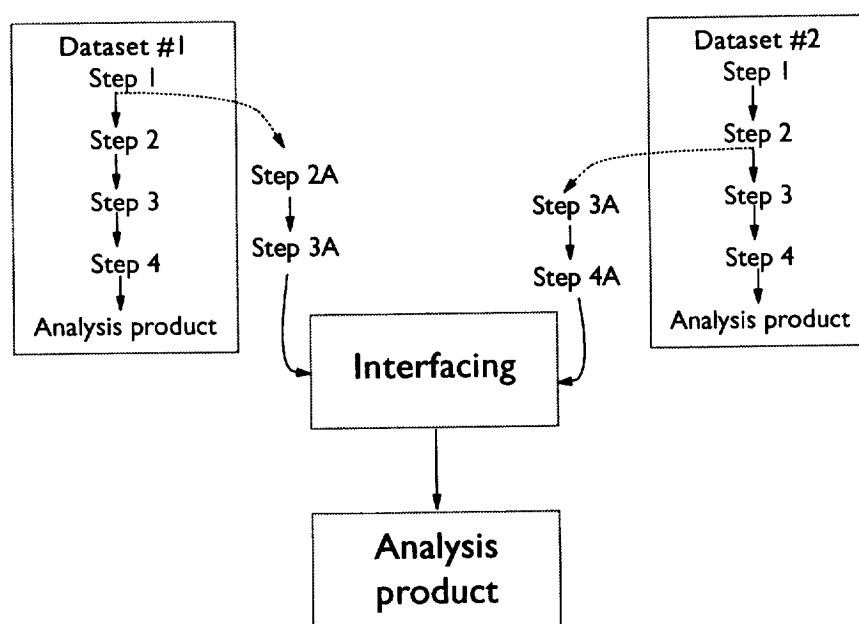 Dataset #1
Step 1
Step 2
Step 3
Step 4
Analysis product
Step 2A
Step 3A
Dataset #2
Step 1
Step 2
Step 3
Step 4
Analysis product
Step 3A
Step 4A
Interfacing
Analysis
product